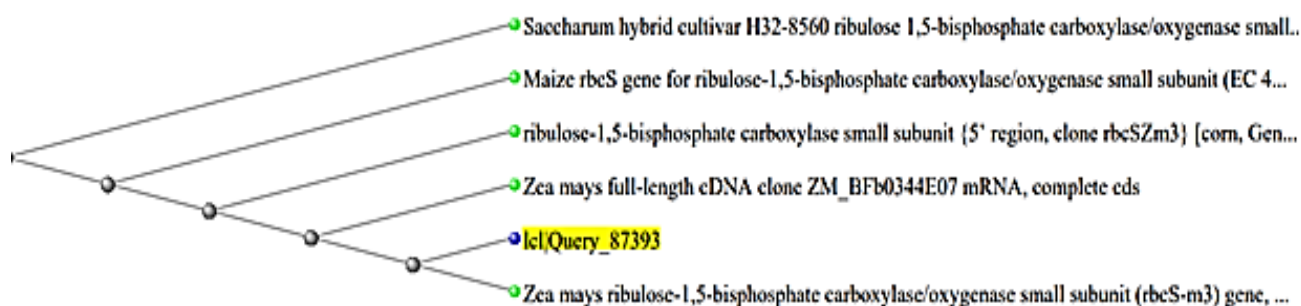 Saccharum hybrid cultivar H32-8560 ribulose 1,5-bisphosphate carboxylase/oxygenase small..
Maize rbcS gene for ribulose-1,5-bisphosphate carboxylase/oxygenase small subunit (EC 4...
ribulose-1,5-bisphosphate carboxylase small subunit {5' region, clone rbcSZm3} [corn, Gen...
Zea mays full-length cDNA clone ZM_BFb0344E07 mRNA, complete cds
lcl|Query_87393
Zea mays ribulose-1,5-bisphosphate carboxylase/oxygenase small subunit (rbcS-m3) gene, ...